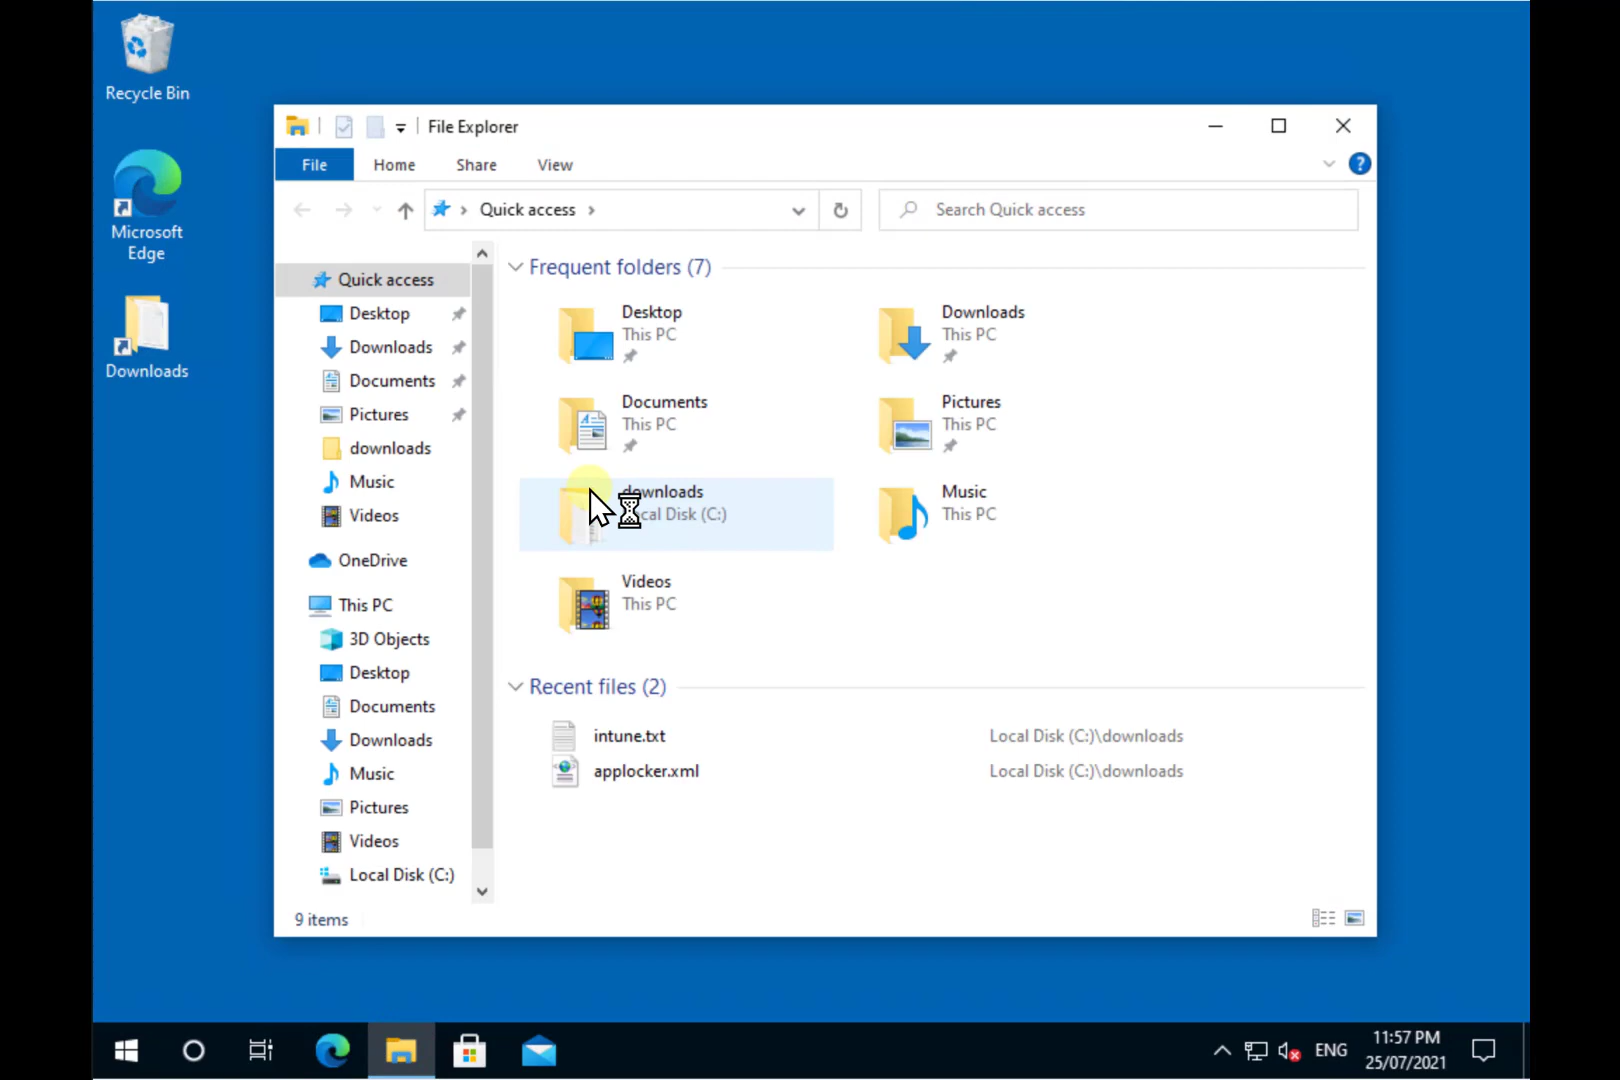 Recycle Bin
Microsoft
Edge
Downloads
File Explorer
File
Home
Share
View
Quick access
Search Quick access
Quick access
Desktop
Downloads
Documents
Pictures
downloads
Music
Videos
OneDrive
This PC
3D Objects
Desktop
Documents
Downloads
Music
Pictures
Videos
Local Disk (C:)
Frequent folders (7)
Desktop
This PC
Downloads
This PC
Documents
This PC
Pictures
This PC
downloads
Local Disk (C:)
Music
This PC
Videos
This PC
Recent files (2)
intune.txt
Local Disk (C:)\downloads
applocker.xml
Local Disk (C:)\downloads
9 items
ENG
11:57 PM
25/07/2021